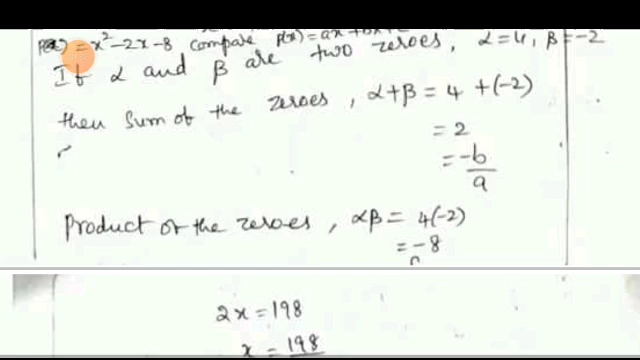 P(x) = x² - 2x - 8 compare P(x) = ax² + bx + c
If α and β are two zeroes, α = 4, β = -2
then sum of the zeroes, α+β = 4 + (-2)
= 2
= -b/a
Product of the zeroes, αβ = 4(-2)
= -8
2x = 198
x = 198